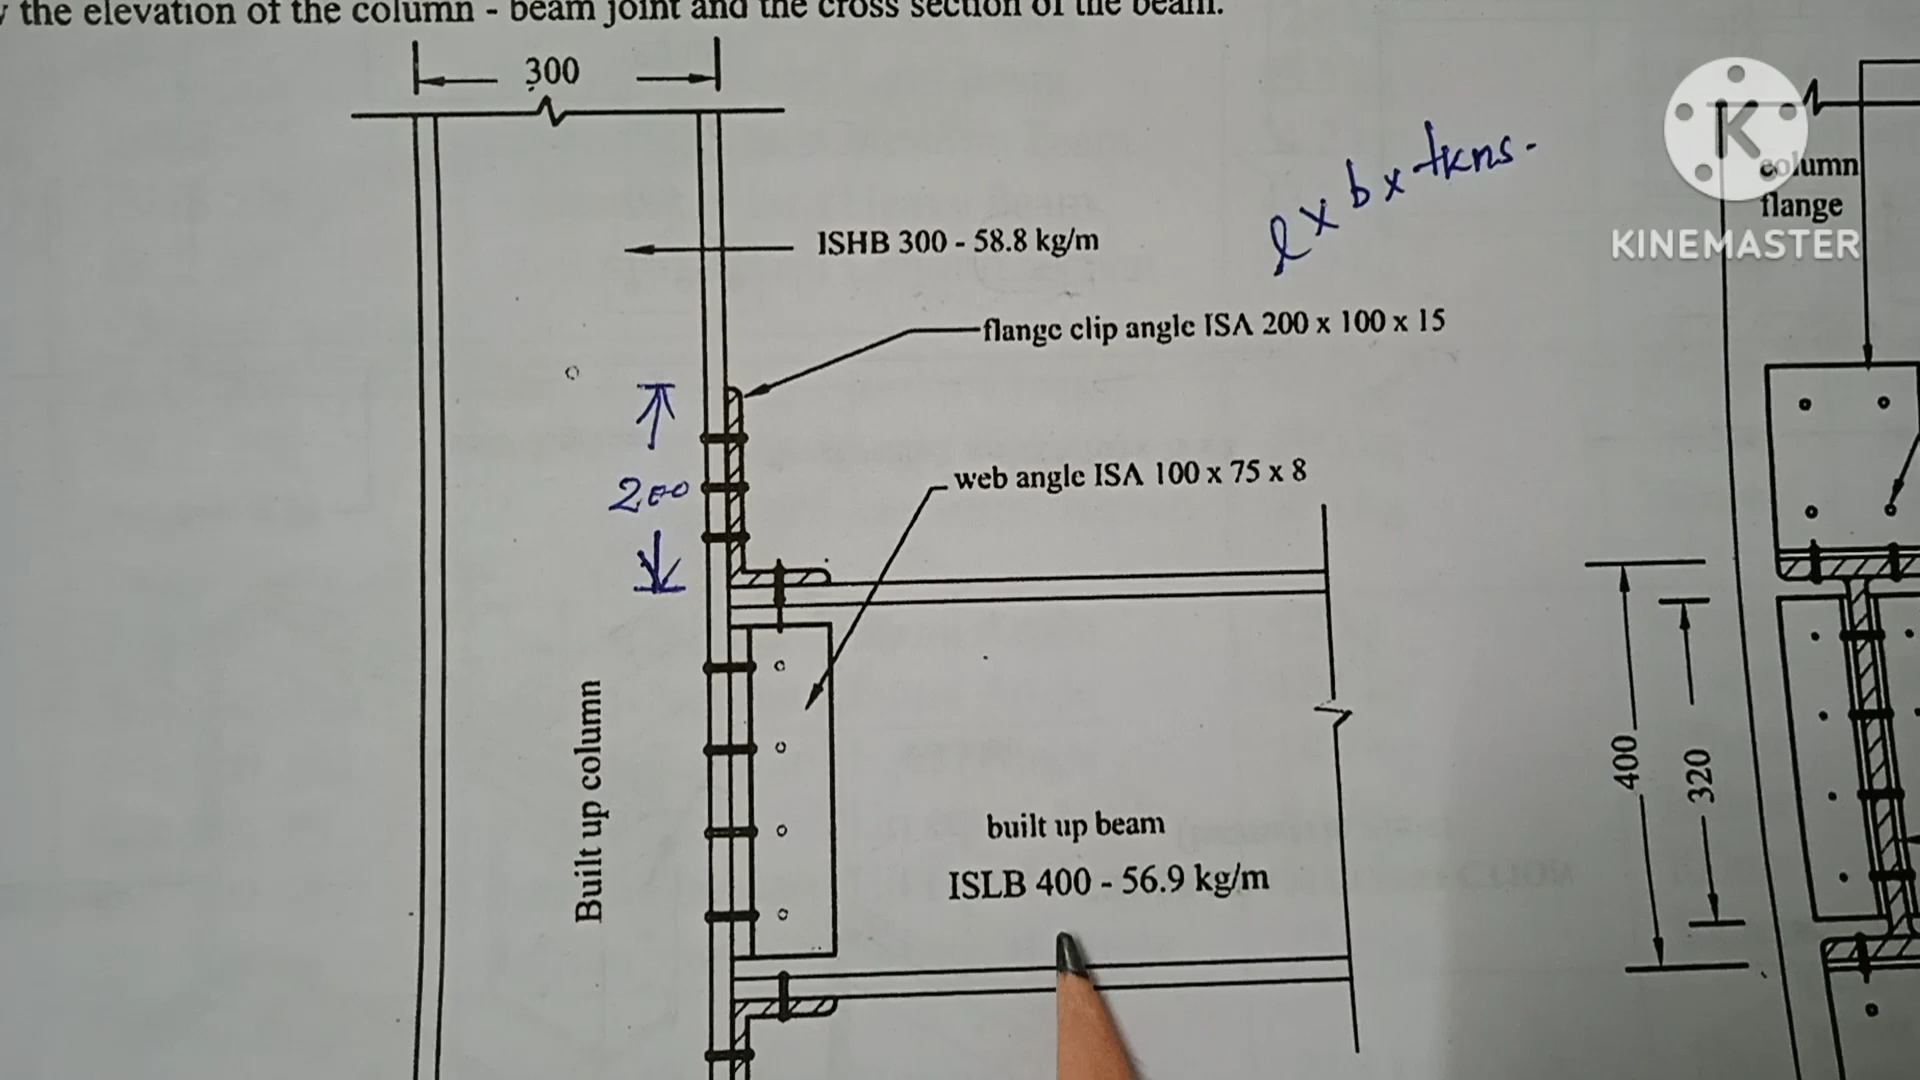 the elevation of the column - beam joint and the cross section of the beam.
300
ISHB 300 - 58.8 kg/m
l x b x tkns.
K
column
flange
KINEMASTER
flange clip angle ISA 200 x 100 x 15
200
web angle ISA 100 x 75 x 8
Built up column
built up beam
ISLB 400 - 56.9 kg/m
400
320